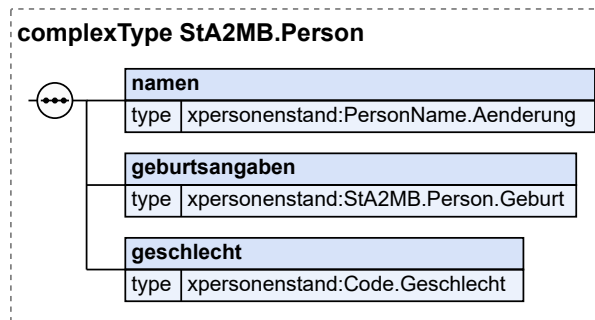 complexType StA2MB.Person
namen
type xpersonenstand:PersonName.Aenderung
geburtsangaben
type xpersonenstand:StA2MB.Person.Geburt
geschlecht
type xpersonenstand:Code.Geschlecht